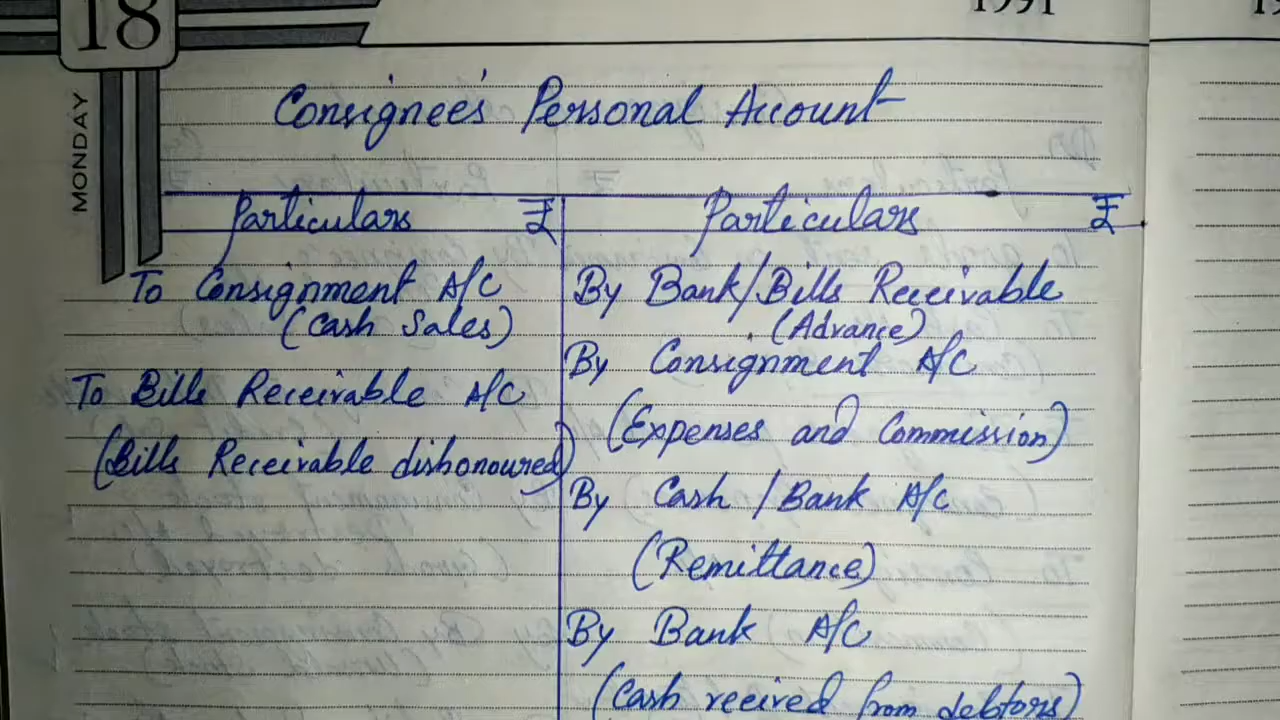 18
1991
MONDAY
Consignee's Personal Account
Particulars ₹ Particulars ₹
To Consignment A/C
(Cash Sales)
To Bills Receivable A/C
(Bills Receivable dishonoured)
By Bank/Bills Receivable
(Advance)
By Consignment A/C
(Expenses and Commission)
By Cash / Bank A/C
(Remittance)
By Bank A/C
(Cash received from debtors)